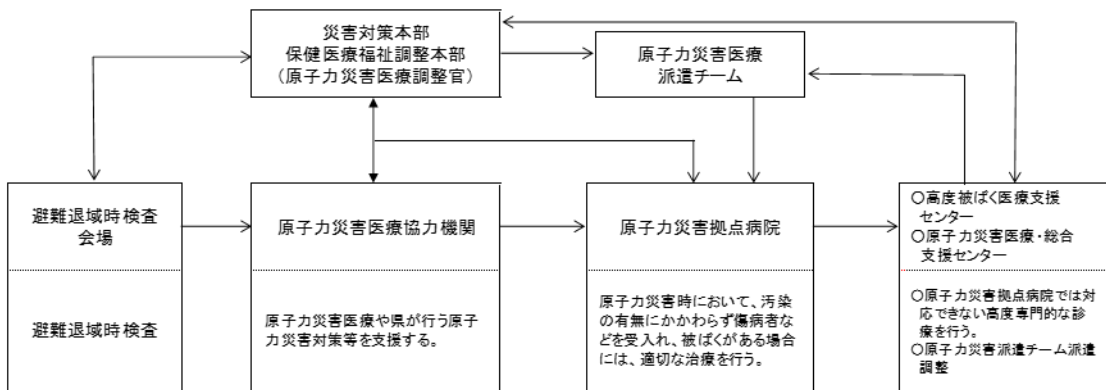 災害対策本部
保健医療福祉調整本部
（原子力災害医療調整官）
原子力災害医療
派遣チーム
避難退域時検査
会場
避難退域時検査
原子力災害医療協力機関
原子力災害医療や県が行う原子
力災害対策等を支援する。
原子力災害拠点病院
原子力災害時において、汚染
の有無にかかわらず傷病者な
どを受入れ、被ばくがある場合
には、適切な治療を行う。
○高度被ばく医療支援
センター
○原子力災害医療・総合
支援センター
○原子力災害拠点病院では対
応できない高度専門的な診
療を行う。
○原子力災害派遣チーム派遣
調整